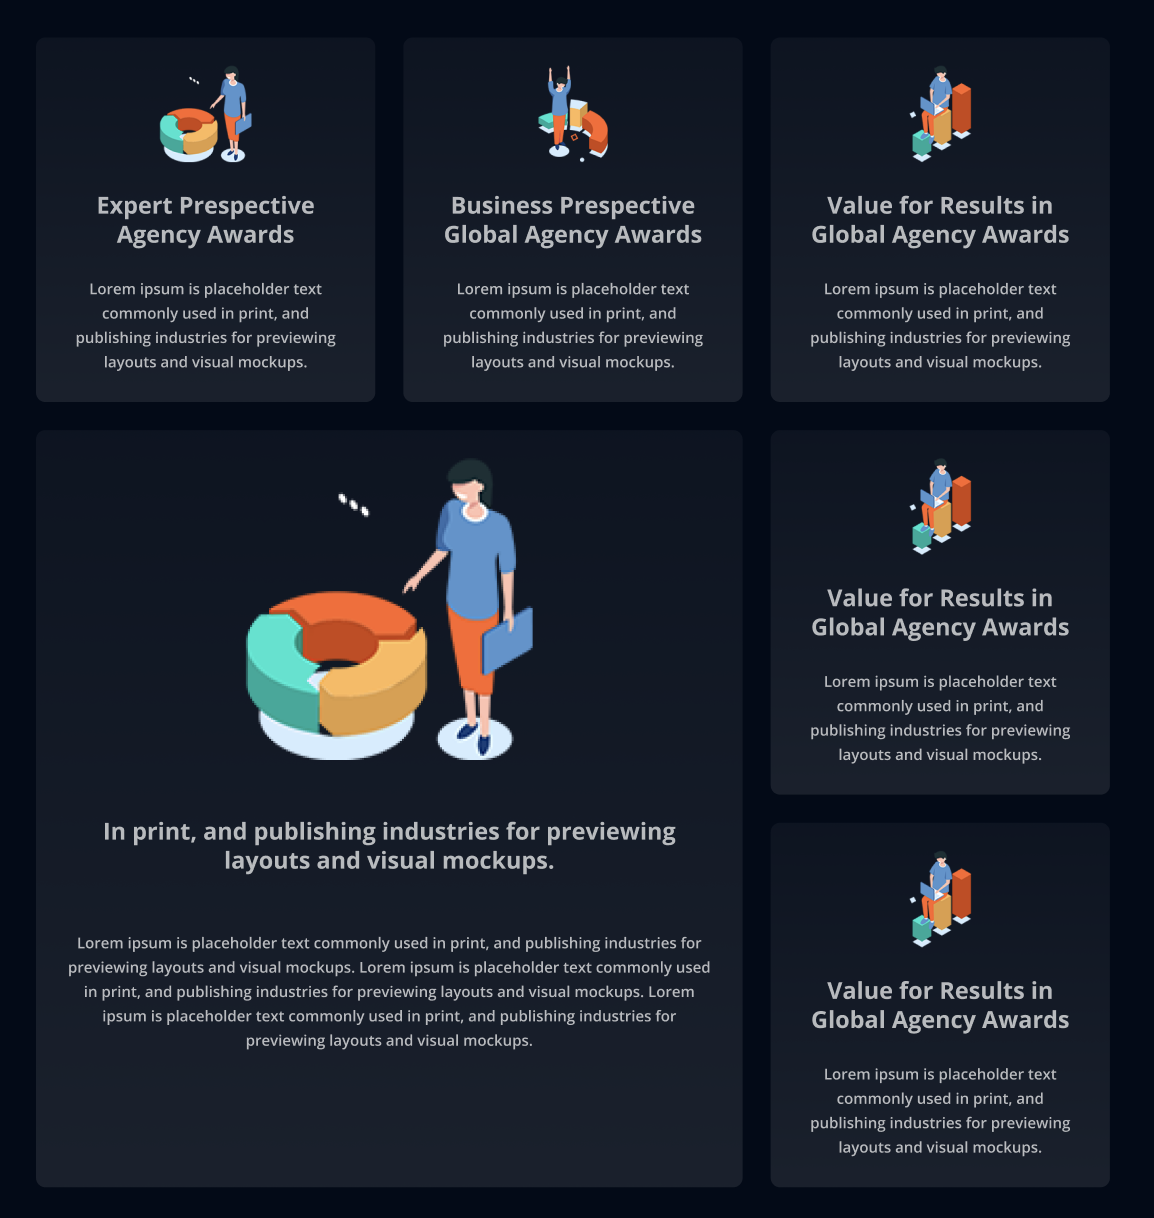 Expert Prespective
Agency Awards
Lorem ipsum is placeholder text
commonly used in print, and
publishing industries for previewing
layouts and visual mockups.
Business Prespective
Global Agency Awards
Lorem ipsum is placeholder text
commonly used in print, and
publishing industries for previewing
layouts and visual mockups.
Value for Results in
Global Agency Awards
Lorem ipsum is placeholder text
commonly used in print, and
publishing industries for previewing
layouts and visual mockups.
In print, and publishing industries for previewing
layouts and visual mockups.
Lorem ipsum is placeholder text commonly used in print, and publishing industries for
previewing layouts and visual mockups. Lorem ipsum is placeholder text commonly used
in print, and publishing industries for previewing layouts and visual mockups. Lorem
ipsum is placeholder text commonly used in print, and publishing industries for
previewing layouts and visual mockups.
Value for Results in
Global Agency Awards
Lorem ipsum is placeholder text
commonly used in print, and
publishing industries for previewing
layouts and visual mockups.
Value for Results in
Global Agency Awards
Lorem ipsum is placeholder text
commonly used in print, and
publishing industries for previewing
layouts and visual mockups.